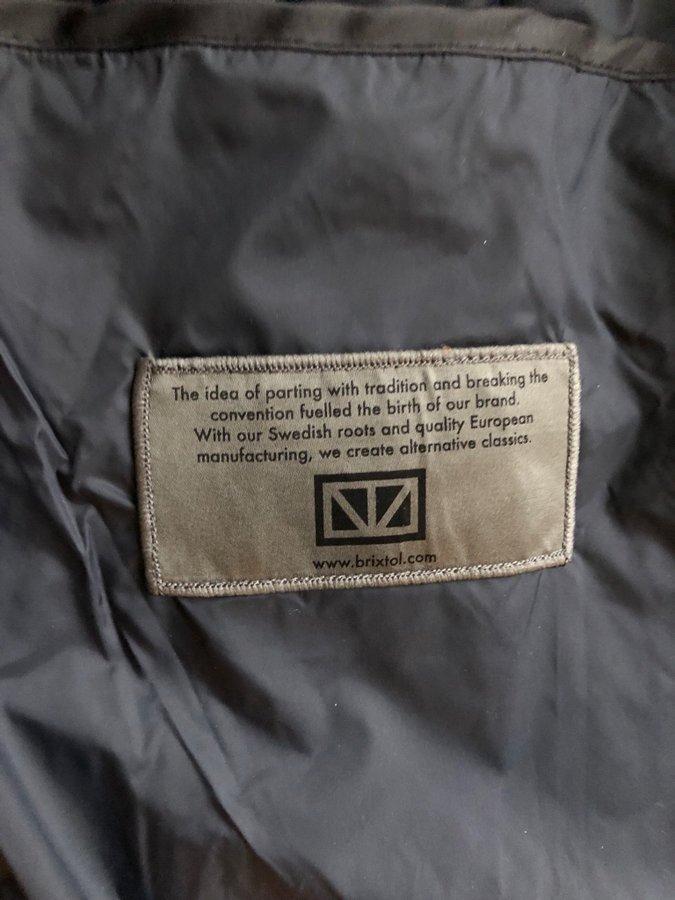 The idea of parting with tradition and breaking the
convention fuelled the birth of our brand.
With our Swedish roots and quality European
manufacturing, we create alternative classics.
www.brixtol.com